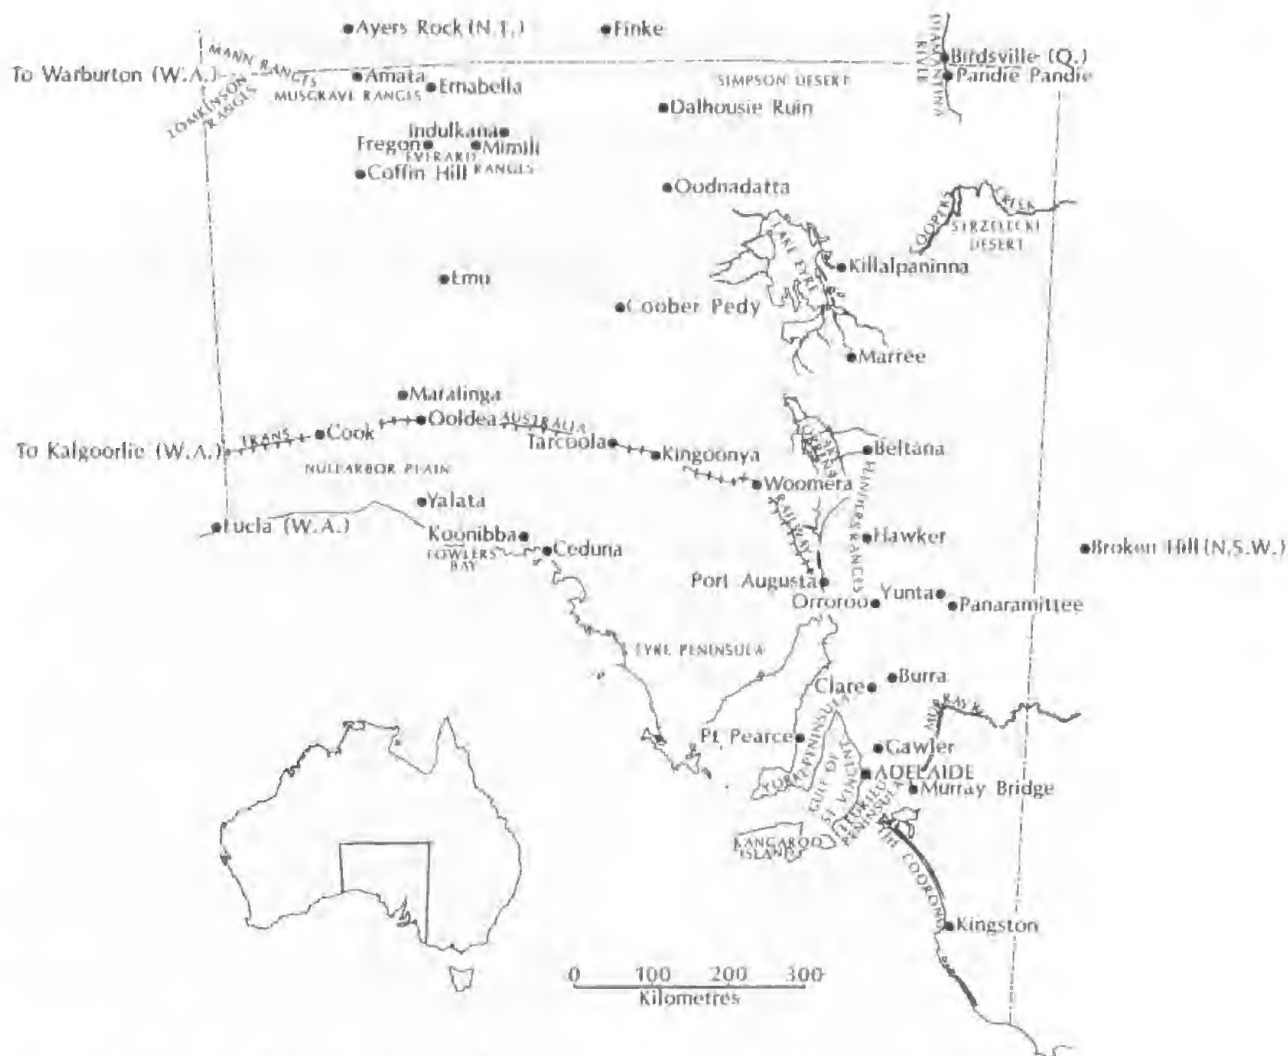 Ayers Rock (N.T.)
Finke
DIAMANTINA
RIVER
MANN RANGES
Birdsville (Q.)
To Warburton (W.A.)
Amata
Pandie Pandie
SIMPSON DESERT
TOMKINSON
RANGES
MUSGRAVE RANGES
Ernabella
Dalhousie Ruin
Indulkana
Fregon
Mimili
EVERARD
RANGES
Coffin Hill
Oodnadatta
COOPERS
CREEK
STRZELECKI
DESERT
LAKE EYRE
Killalpaninna
Emu
Coober Pedy
Marree
Maralinga
Ooldea
AUSTRALIA
TRANS
Cook
Tarcoola
LAKE
TORRENS
Beltana
To Kalgoorlie (W.A.)
Kingoonya
NULLARBOR PLAIN
Woomera
FLINDERS RANGES
Yalata
RAILWAY
Eucla (W.A.)
Koonibba
Hawker
FOWLERS
BAY
Ceduna
Broken Hill (N.S.W.)
Port Augusta
Yunta
Orroroo
Panaramittee
EYRE PENINSULA
Burra
Clare
MURRAY R.
Pt. Pearce
YORKE PENINSULA
Gawler
GULF OF
ST VINCENT
ADELAIDE
Murray Bridge
FLEURIEU
PENINSULA
KANGAROO
ISLAND
THE COORONG
Kingston
0 100 200 300
Kilometres